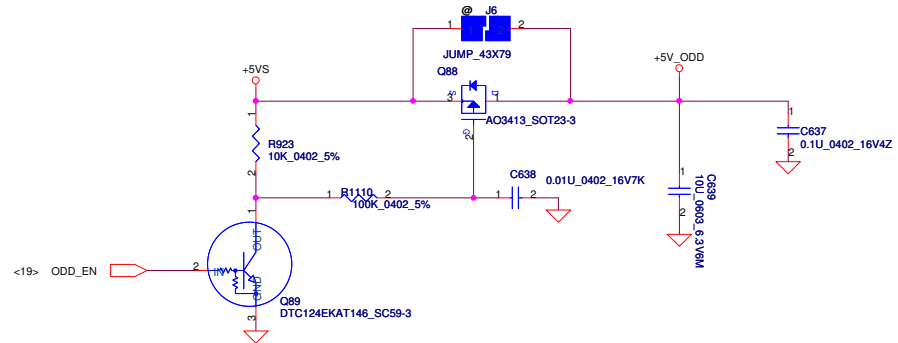 @ J6
1 2
JUMP_43X79
+5VS
Q88
+5V_ODD
3 S D 1
AO3413_SOT23-3
G
2
1
R923
10K_0402_5%
2
1
C637
0.1U_0402_16V4Z
2
1 R1110 2
100K_0402_5%
C638
0.01U_0402_16V7K
1 2
1
C639
10U_0603_6.3V6M
2
1
OUT
<19> ODD_EN
2
IN
GND
Q89
DTC124EKAT146_SC59-3
3